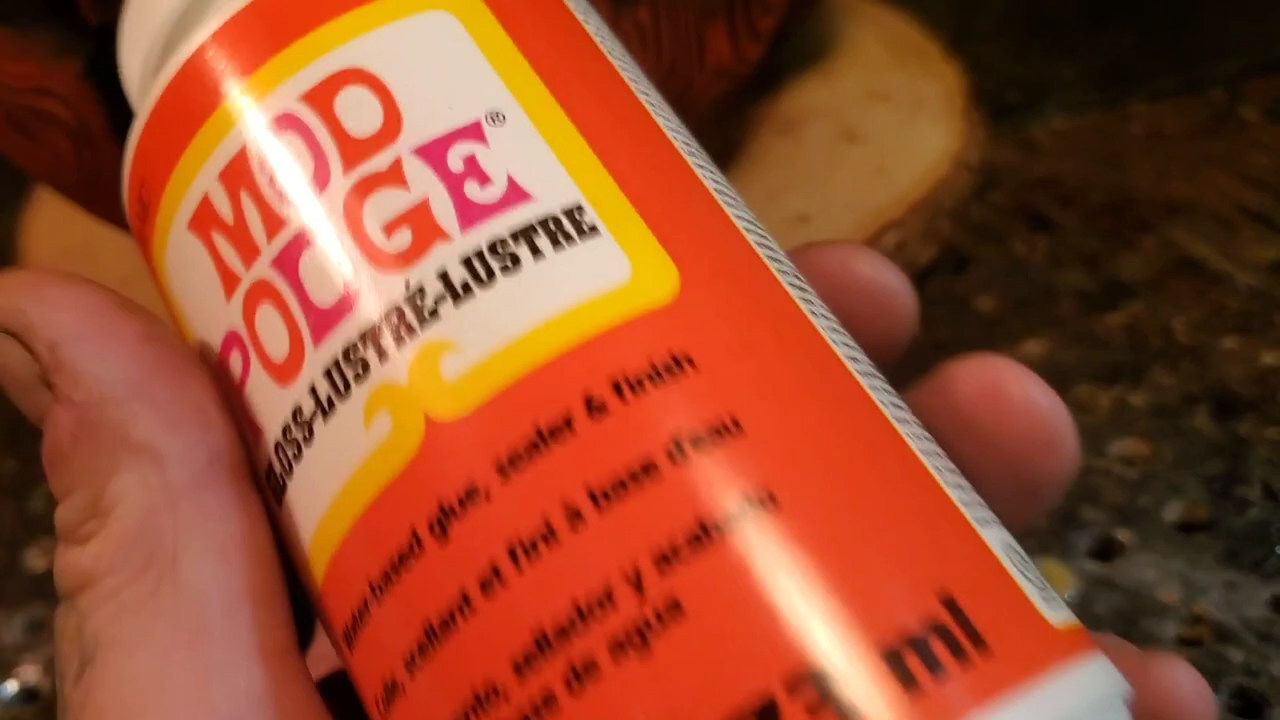 MOD
PODGE®
GLOSS-LUSTRÉ-LUSTRE
Water-based glue, sealer & finish
Colle, scellant et fini à base d'eau
sellador y acabado
de agua
ml